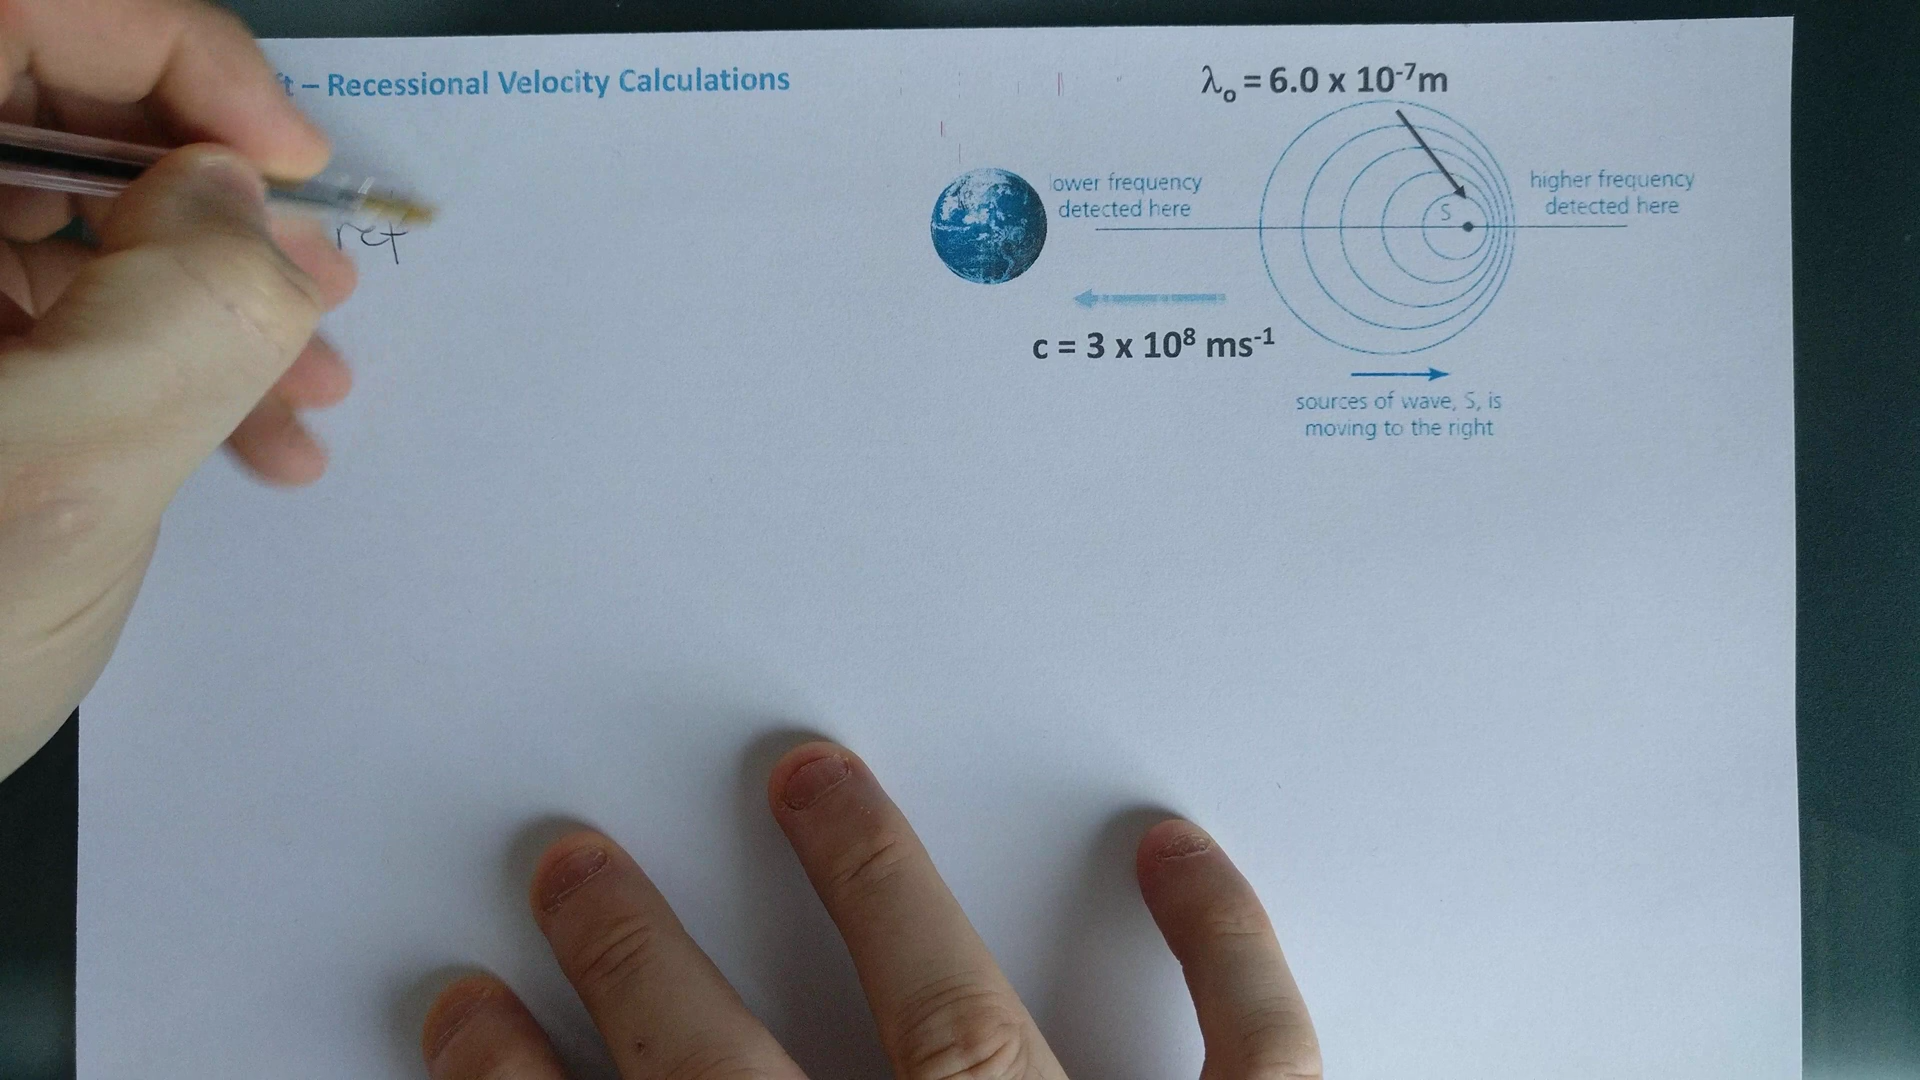 – Recessional Velocity Calculations
λo = 6.0 x 10-7m
lower frequency
detected here
higher frequency
detected here
S
c = 3 x 108 ms-1
sources of wave, S, is
moving to the right